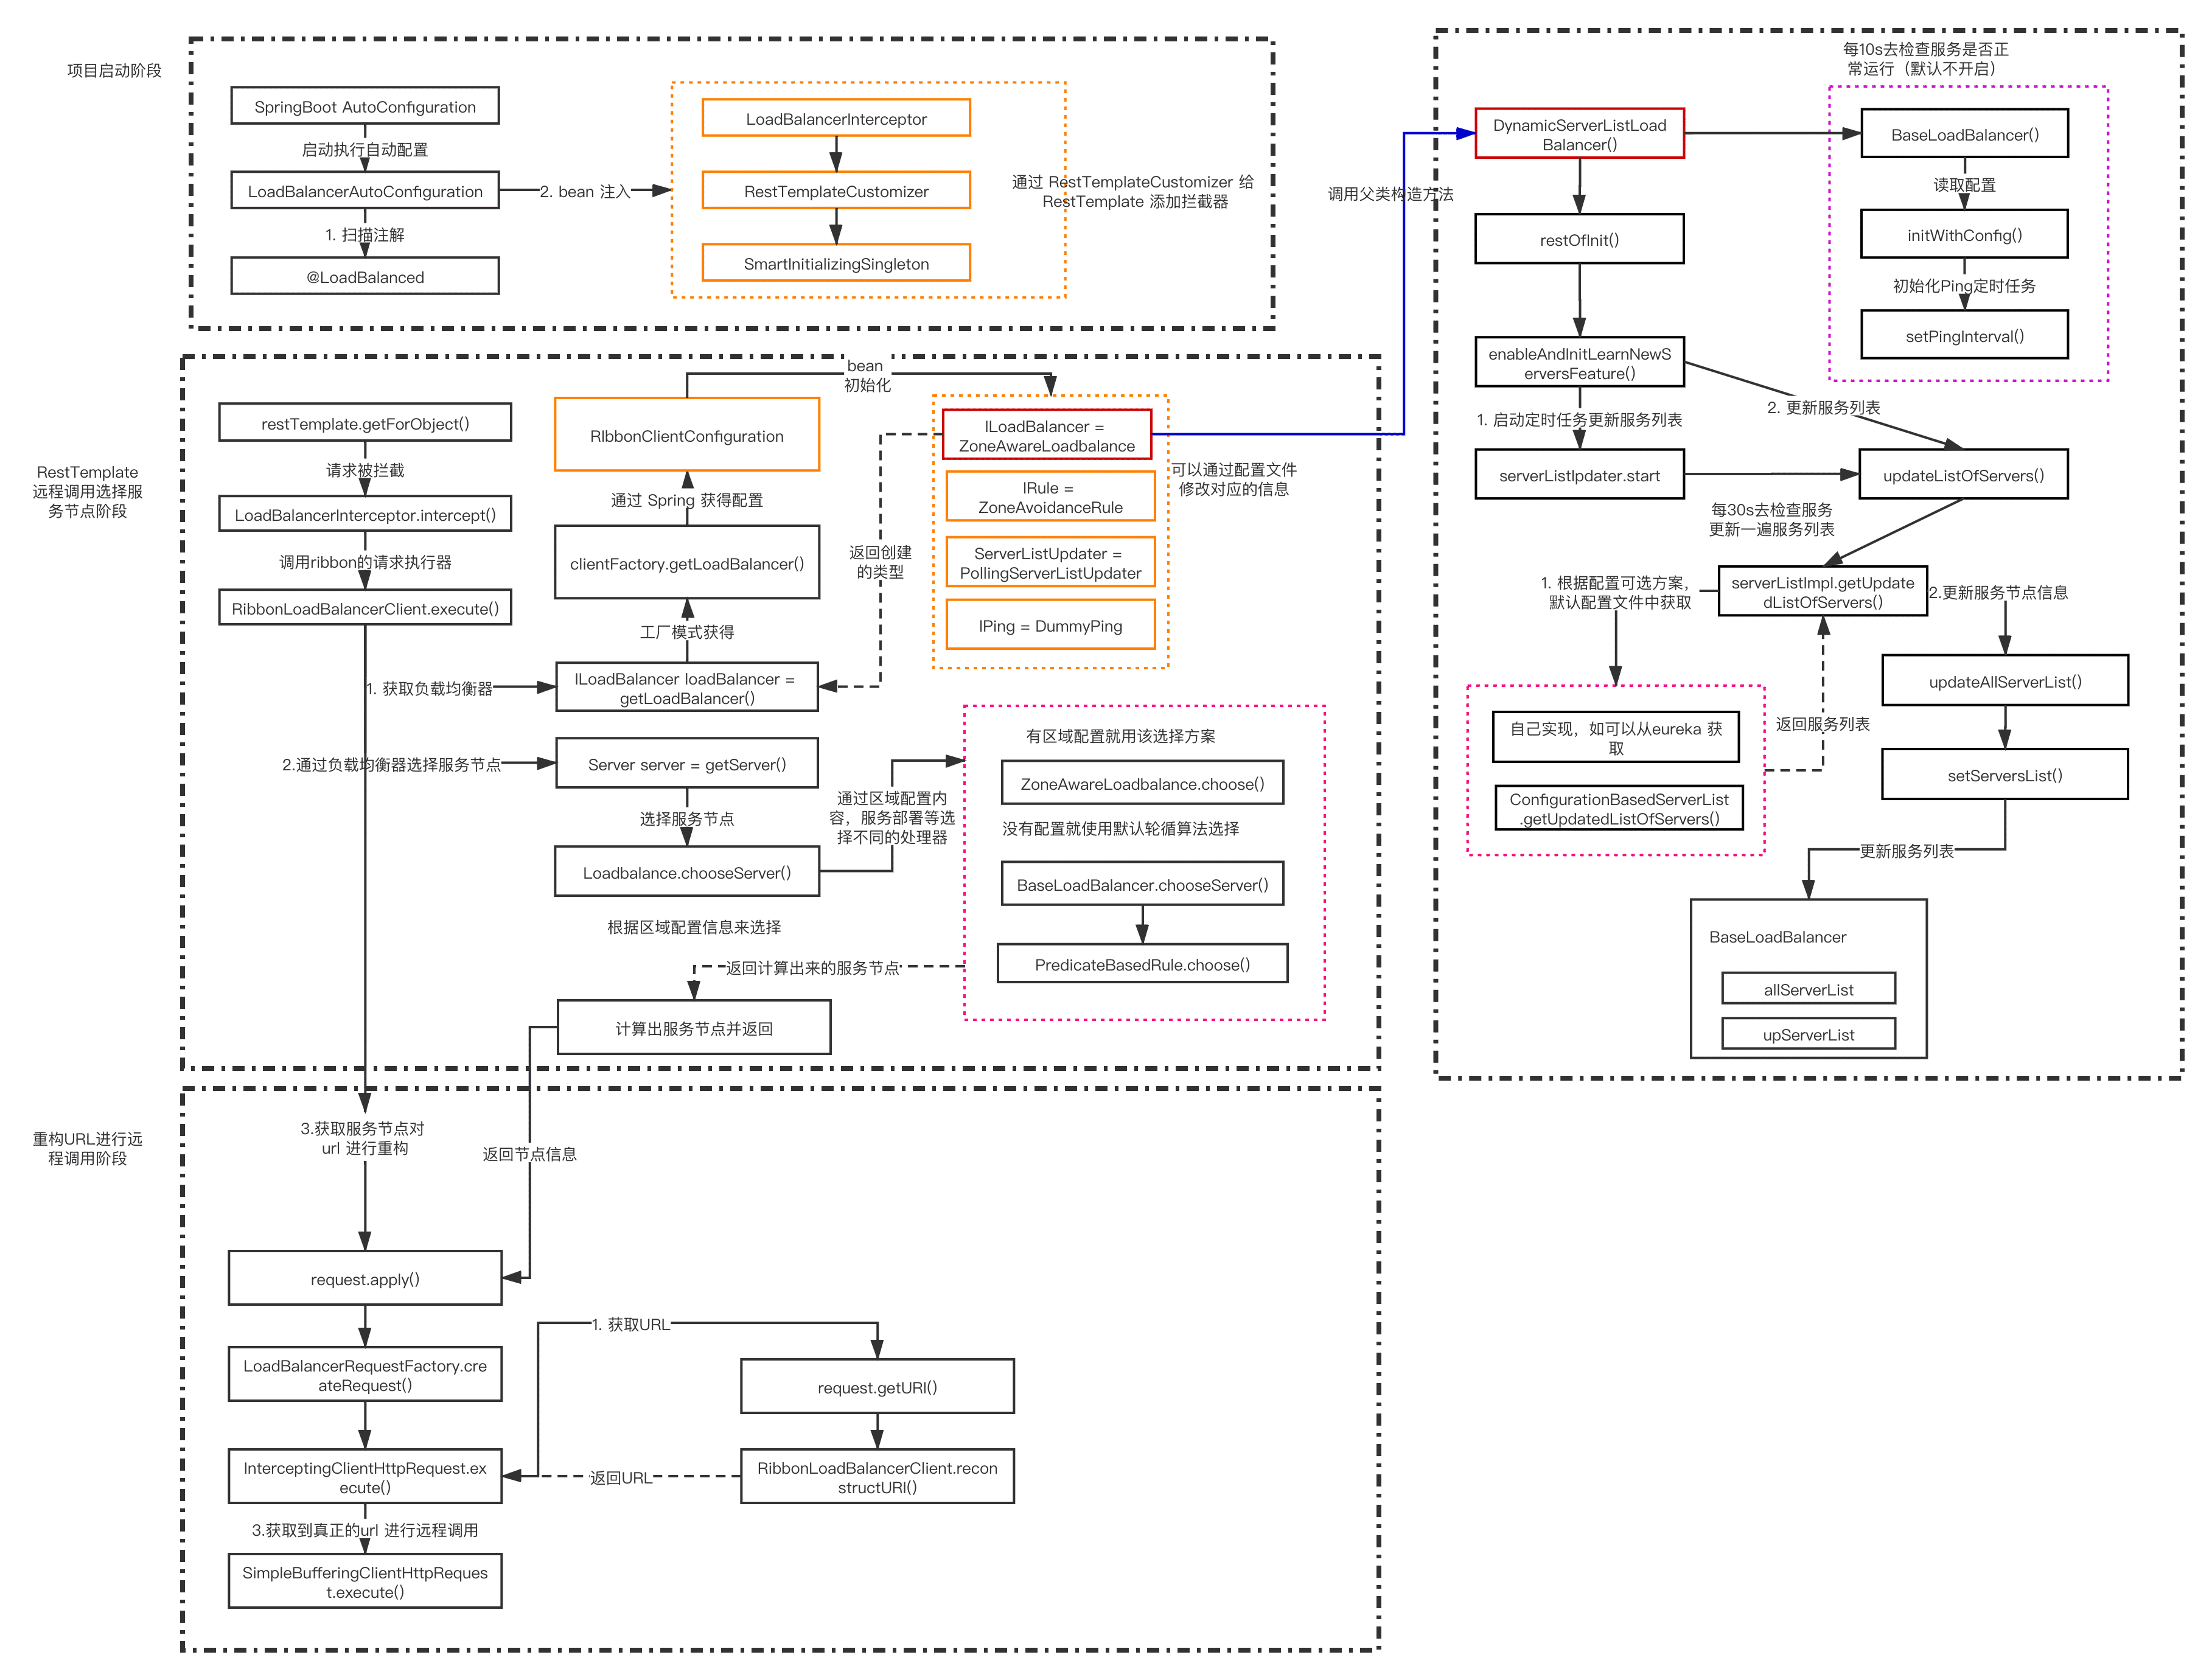 项目启动阶段
SpringBoot AutoConfiguration
启动执行自动配置
LoadBalancerAutoConfiguration
1. 扫描注解
@LoadBalanced
2. bean 注入
LoadBalancerInterceptor
RestTemplateCustomizer
SmartInitializingSingleton
通过 RestTemplateCustomizer 给
RestTemplate 添加拦截器
RestTemplate
远程调用选择服
务节点阶段
restTemplate.getForObject()
请求被拦截
LoadBalancerInterceptor.intercept()
调用ribbon的请求执行器
RibbonLoadBalancerClient.execute()
bean
初始化
RIbbonClientConfiguration
通过 Spring 获得配置
clientFactory.getLoadBalancer()
工厂模式获得
1. 获取负载均衡器
ILoadBalancer loadBalancer =
getLoadBalancer()
返回创建
的类型
ILoadBalancer =
ZoneAwareLoadbalance
IRule =
ZoneAvoidanceRule
ServerListUpdater =
PollingServerListUpdater
IPing = DummyPing
可以通过配置文件
修改对应的信息
2.通过负载均衡器选择服务节点
Server server = getServer()
选择服务节点
Loadbalance.chooseServer()
通过区域配置内
容，服务部署等选
择不同的处理器
根据区域配置信息来选择
有区域配置就用该选择方案
ZoneAwareLoadbalance.choose()
没有配置就使用默认轮循算法选择
BaseLoadBalancer.chooseServer()
PredicateBasedRule.choose()
返回计算出来的服务节点
计算出服务节点并返回
重构URL进行远
程调用阶段
3.获取服务节点对
url 进行重构
返回节点信息
request.apply()
LoadBalancerRequestFactory.cre
ateRequest()
InterceptingClientHttpRequest.ex
ecute()
3.获取到真正的url 进行远程调用
SimpleBufferingClientHttpReques
t.execute()
1. 获取URL
request.getURI()
RibbonLoadBalancerClient.recon
structURI()
返回URL
调用父类构造方法
每10s去检查服务是否正
常运行（默认不开启）
DynamicServerListLoad
Balancer()
BaseLoadBalancer()
读取配置
initWithConfig()
初始化Ping定时任务
setPingInterval()
restOfInit()
enableAndInitLearnNewS
erversFeature()
1. 启动定时任务更新服务列表
2. 更新服务列表
serverListIpdater.start
updateListOfServers()
每30s去检查服务
更新一遍服务列表
serverListImpl.getUpdate
dListOfServers()
1. 根据配置可选方案，
默认配置文件中获取
2.更新服务节点信息
自己实现，如可以从eureka 获
取
ConfigurationBasedServerList
.getUpdatedListOfServers()
返回服务列表
updateAllServerList()
setServersList()
更新服务列表
BaseLoadBalancer
allServerList
upServerList